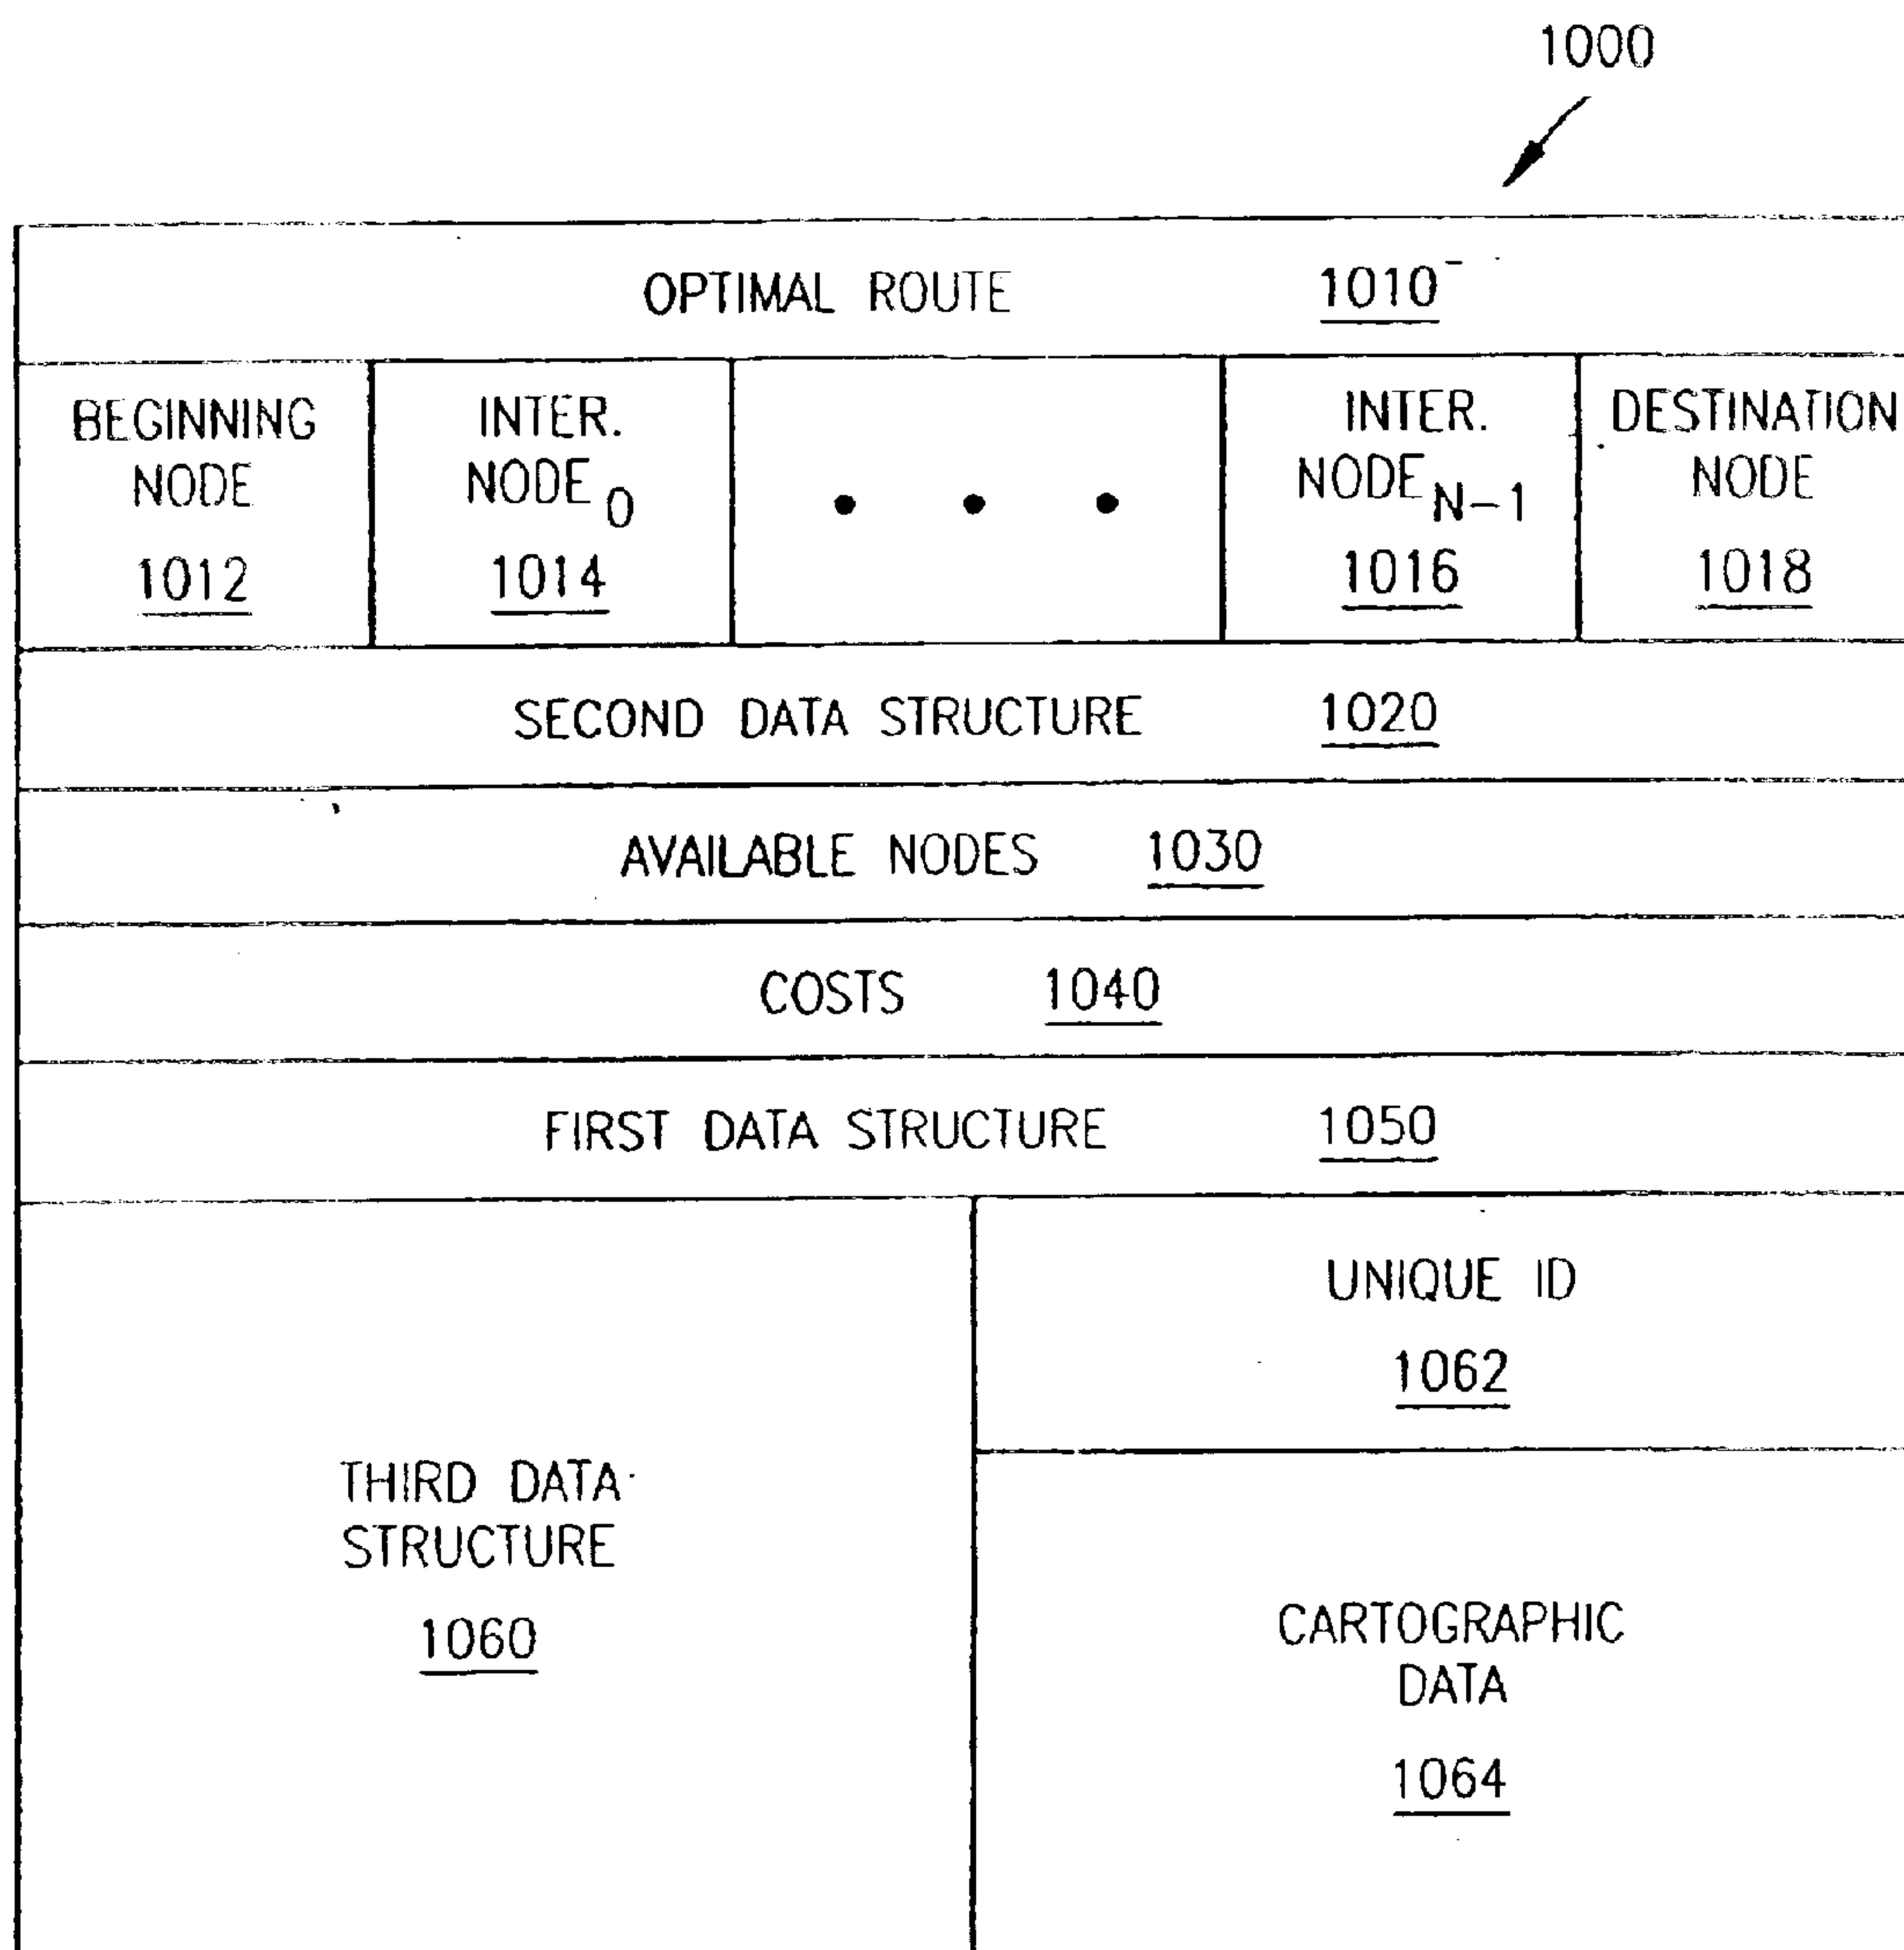 1000
OPTIMAL ROUTE 1010
BEGINNING NODE 1012
INTER. NODE0 1014
• • •
INTER. NODEN-1 1016
DESTINATION NODE 1018
SECOND DATA STRUCTURE 1020
AVAILABLE NODES 1030
COSTS 1040
FIRST DATA STRUCTURE 1050
THIRD DATA
STRUCTURE
1060
UNIQUE ID
1062
CARTOGRAPHIC
DATA
1064